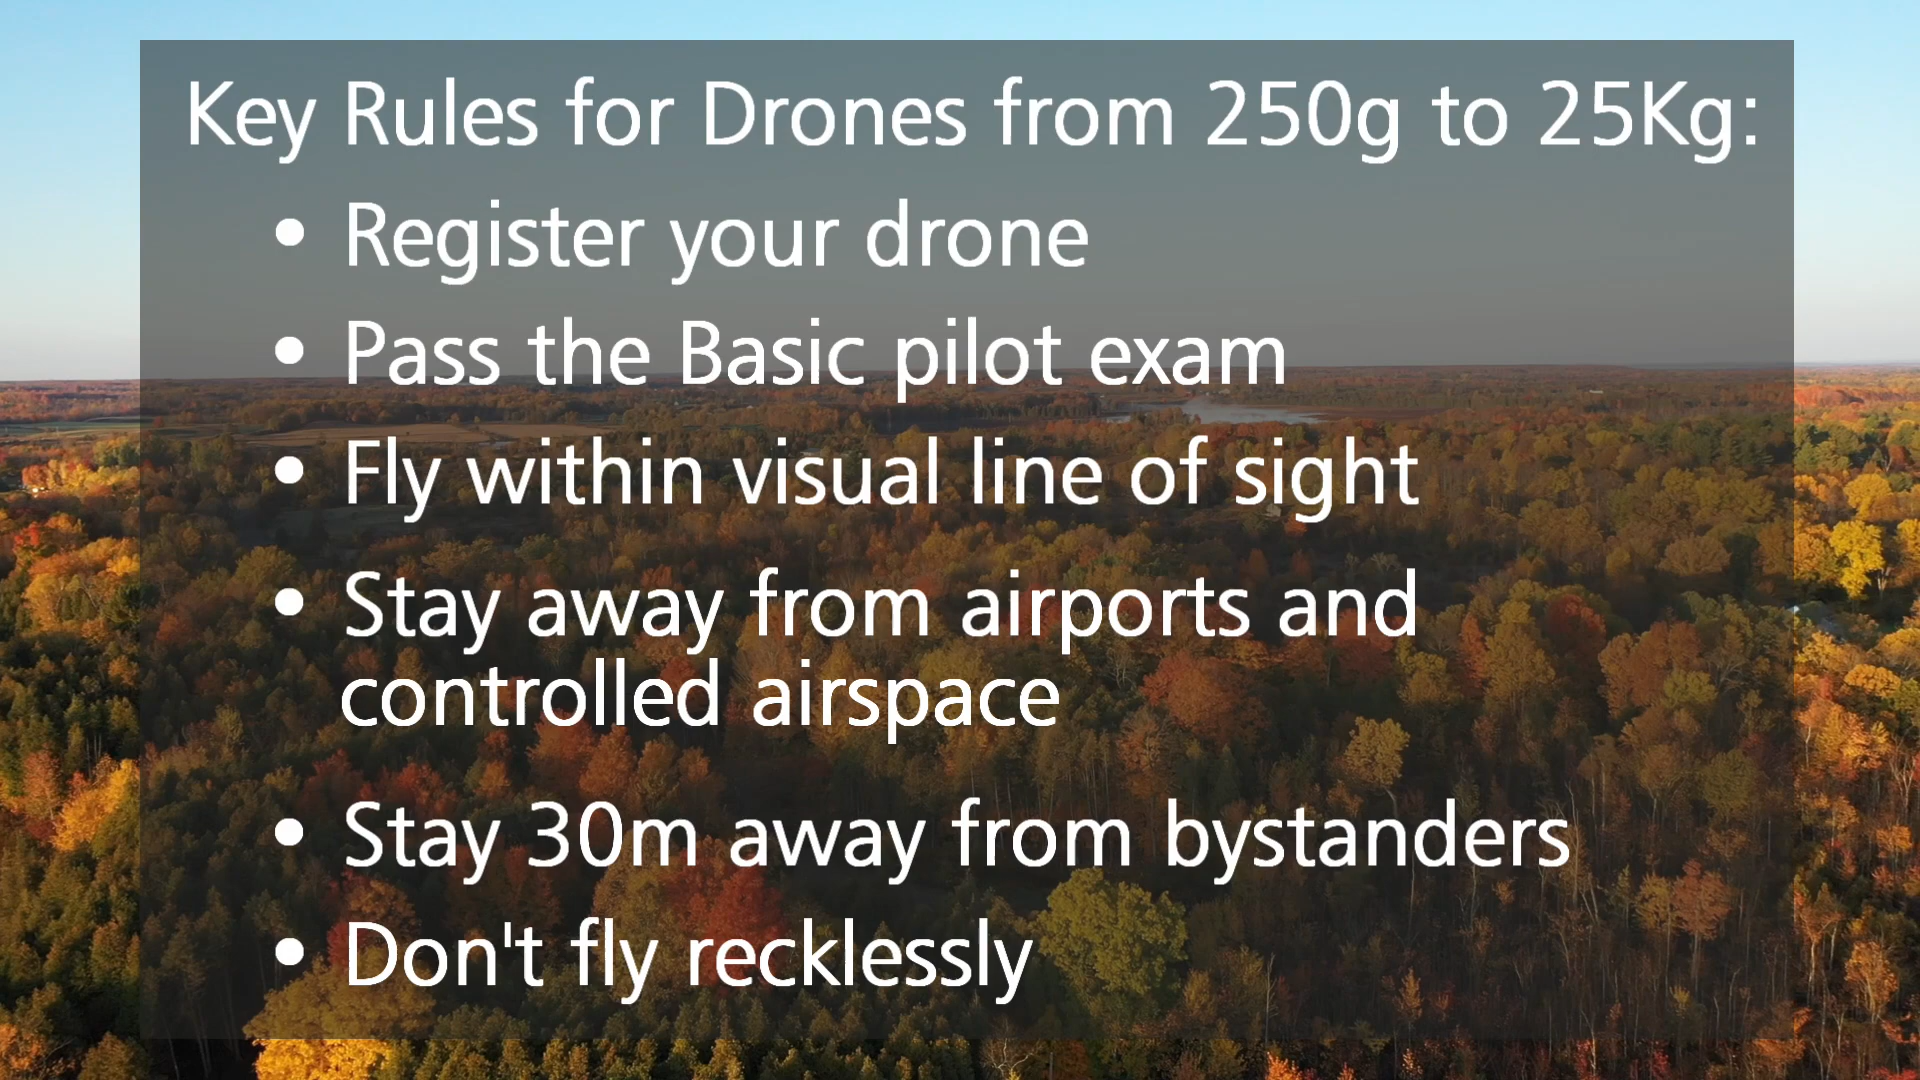 Key Rules for Drones from 250g to 25Kg:
• Register your drone
• Pass the Basic pilot exam
• Fly within visual line of sight
• Stay away from airports and
controlled airspace
• Stay 30m away from bystanders
• Don't fly recklessly